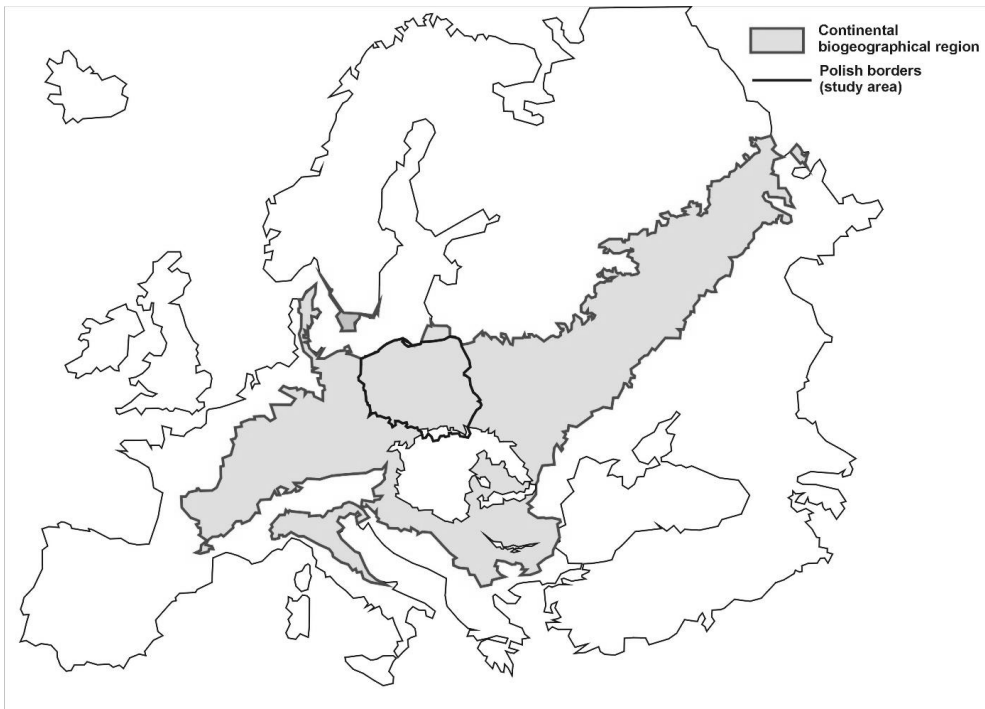 Continental
biogeographical region
Polish borders
(study area)